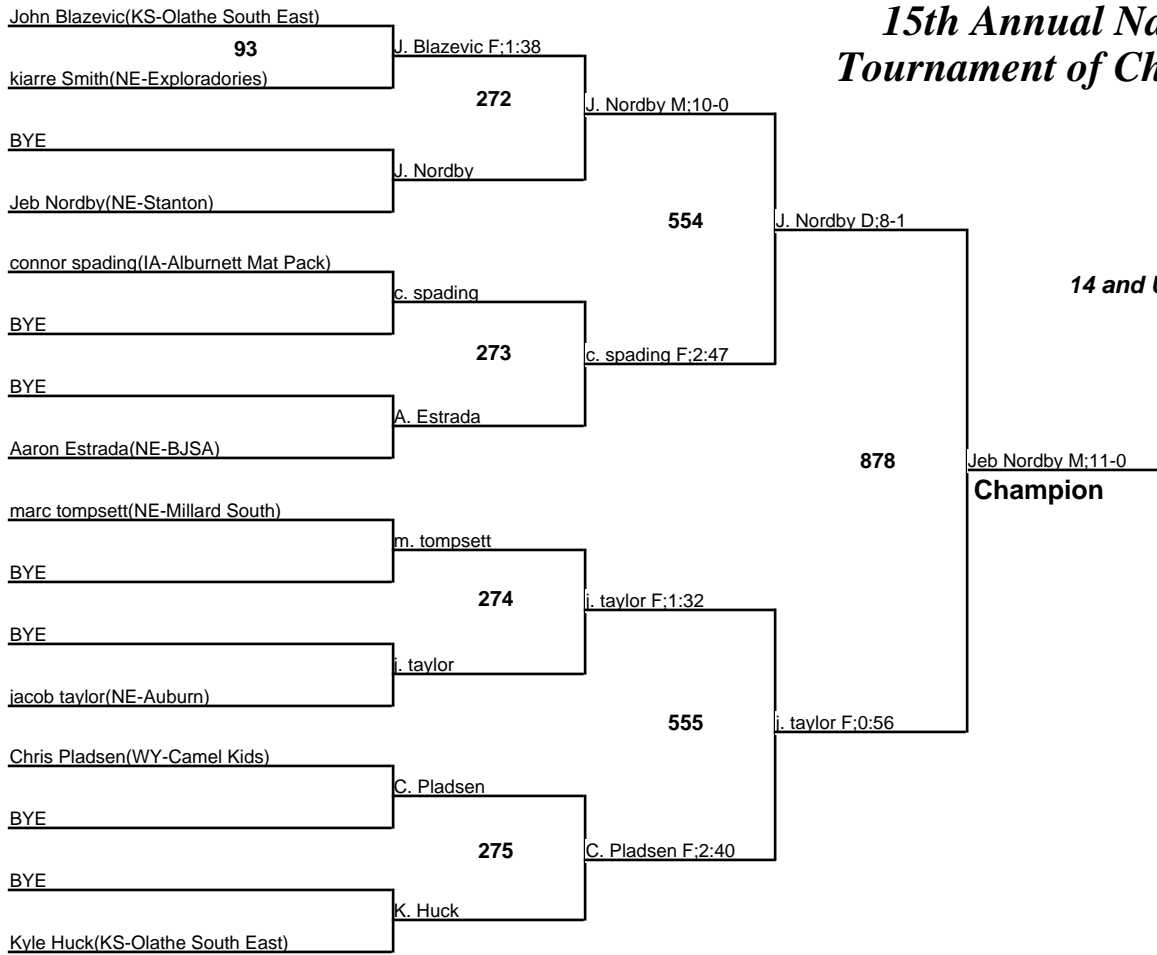 15th Annual Na
Tournament of Ch
14 and U
John Blazevic(KS-Olathe South East)
93
kiarre Smith(NE-Exploradories)
BYE
Jeb Nordby(NE-Stanton)
connor spading(IA-Alburnett Mat Pack)
BYE
BYE
Aaron Estrada(NE-BJSA)
marc tompsett(NE-Millard South)
BYE
BYE
jacob taylor(NE-Auburn)
Chris Pladsen(WY-Camel Kids)
BYE
BYE
Kyle Huck(KS-Olathe South East)
J. Blazevic F;1:38
272
J. Nordby
c. spading
273
A. Estrada
m. tompsett
274
j. taylor
C. Pladsen
275
K. Huck
J. Nordby M;10-0
554
c. spading F;2:47
j. taylor F;1:32
555
C. Pladsen F;2:40
J. Nordby D;8-1
878
j. taylor F;0:56
Jeb Nordby M;11-0
Champion